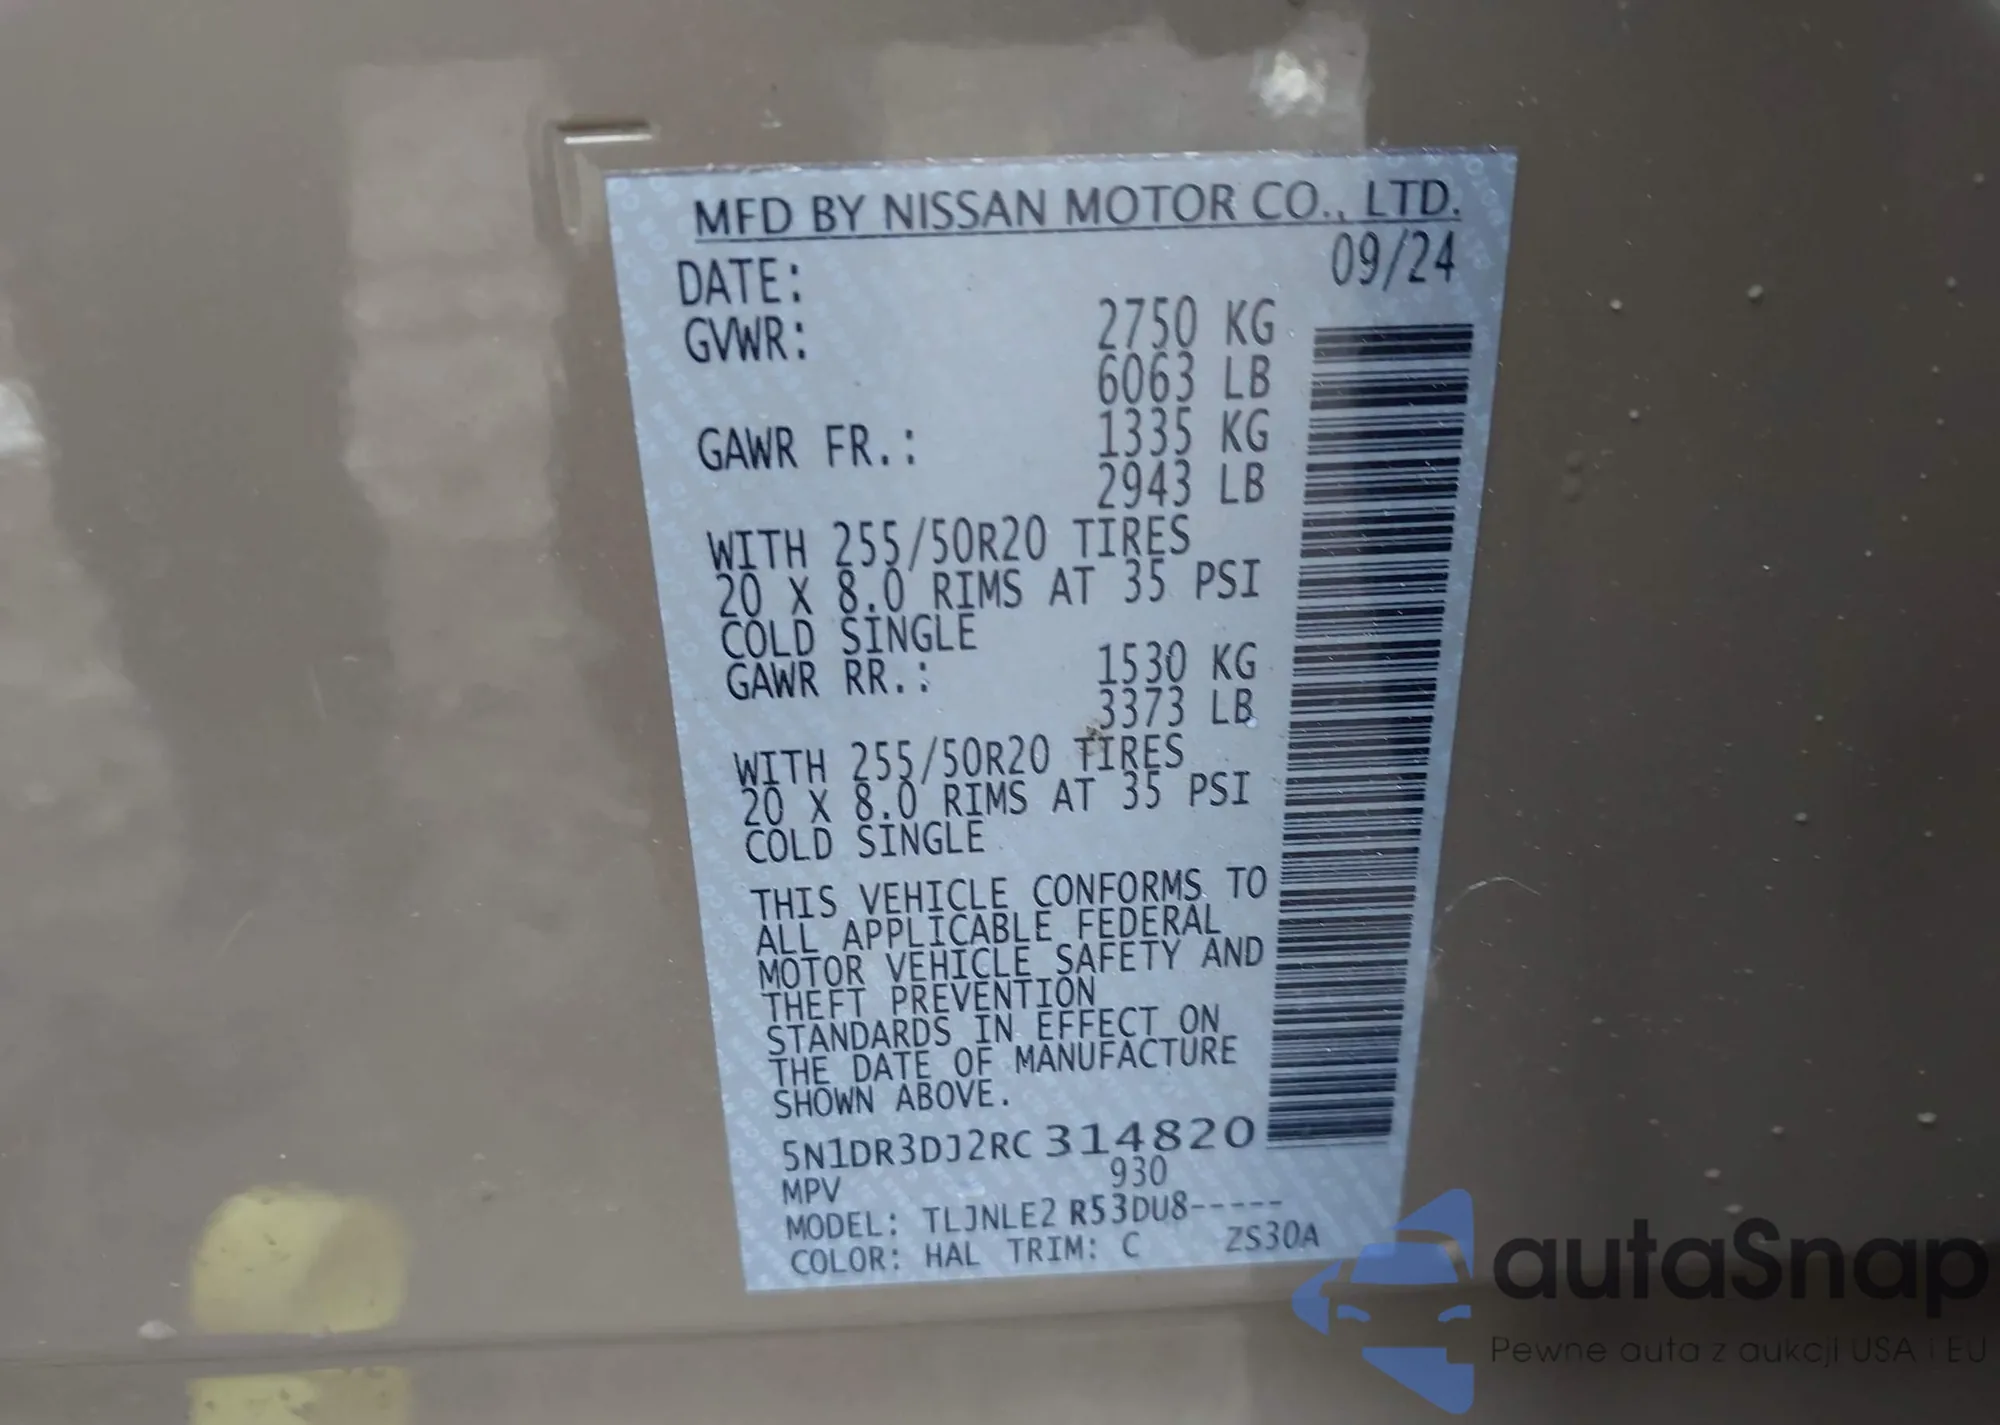 MFD BY NISSAN MOTOR CO., LTD.
DATE: 09/24
GVWR: 2750 KG
6063 LB
GAWR FR.: 1335 KG
2943 LB
WITH 255/50R20 TIRES
20 X 8.0 RIMS AT 35 PSI
COLD SINGLE
GAWR RR.: 1530 KG
3373 LB
WITH 255/50R20 TIRES
20 X 8.0 RIMS AT 35 PSI
COLD SINGLE
THIS VEHICLE CONFORMS TO
ALL APPLICABLE FEDERAL
MOTOR VEHICLE SAFETY AND
THEFT PREVENTION
STANDARDS IN EFFECT ON
THE DATE OF MANUFACTURE
SHOWN ABOVE.
5N1DR3DJ2RC314820
MPV 930
MODEL: TLJNLE2 R53DU8-----
COLOR: HAL TRIM: C ZS30A
autoSnap
Pewne auta z aukcji USA i EU